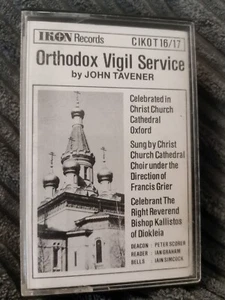 IKON Records
CIKOT16/17
Orthodox Vigil Service
by JOHN TAVENER
Celebrated in
Christ Church
Cathedral
Oxford
Sung by Christ
Church Cathedral
Choir under the
Direction of
Francis Grier
Celebrant The
Right Reverend
Bishop Kallistos
of Diokleia
DEACON : PETER SCORER
READER : IAN GRAHAM
BELLS : IAIN SIMCOCK